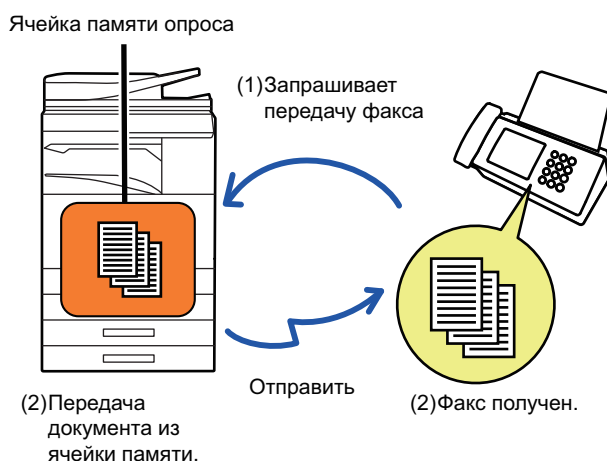 Ячейка памяти опроса
(1)Запрашивает
передачу факса
Отправить
(2)Передача
документа из
ячейки памяти.
(2)Факс получен.